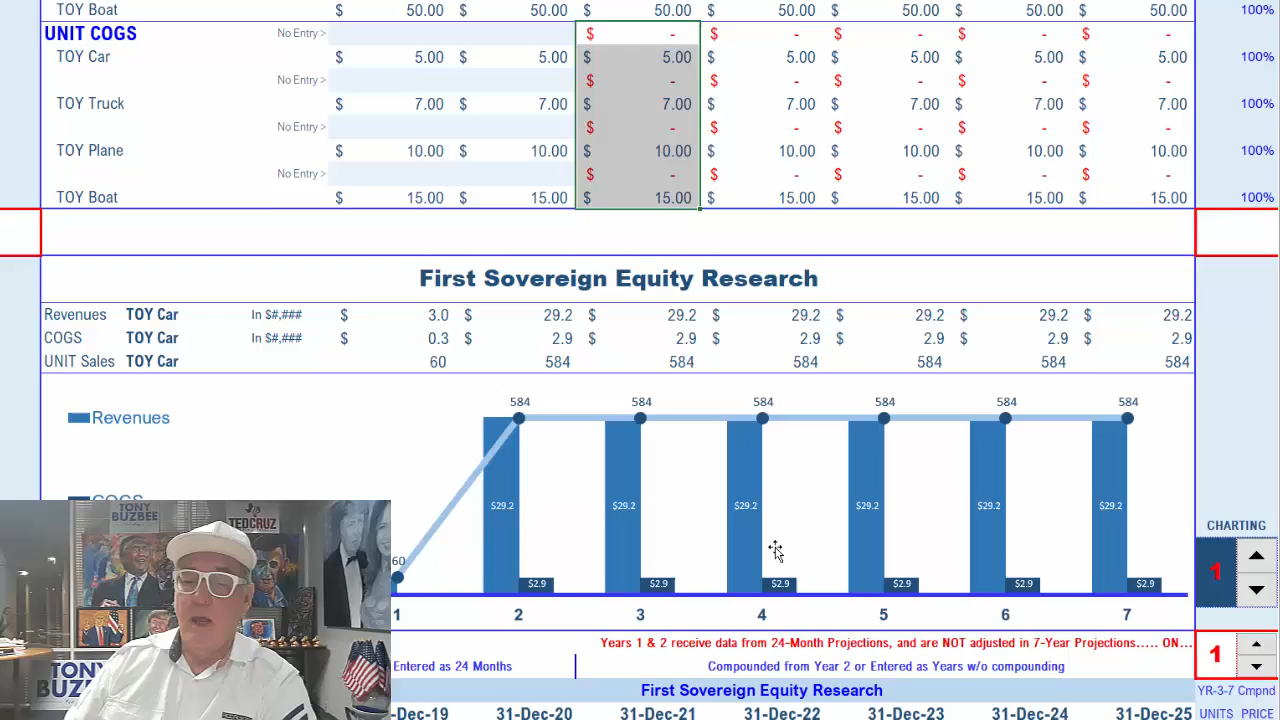 TOY Boat $ 50.00 $ 50.00 $ 50.00 $ 50.00 $ 50.00 $ 50.00 $ 50.00 100%
UNIT COGS No Entry > $ - $ - $ - $ - $ -
TOY Car $ 5.00 $ 5.00 $ 5.00 $ 5.00 $ 5.00 $ 5.00 $ 5.00 100%
No Entry > $ - $ - $ - $ - $ -
TOY Truck $ 7.00 $ 7.00 $ 7.00 $ 7.00 $ 7.00 $ 7.00 $ 7.00 100%
No Entry > $ - $ - $ - $ - $ -
TOY Plane $ 10.00 $ 10.00 $ 10.00 $ 10.00 $ 10.00 $ 10.00 $ 10.00 100%
No Entry > $ - $ - $ - $ - $ -
TOY Boat $ 15.00 $ 15.00 $ 15.00 $ 15.00 $ 15.00 $ 15.00 $ 15.00 100%
First Sovereign Equity Research
Revenues TOY Car In $#,### $ 3.0 $ 29.2 $ 29.2 $ 29.2 $ 29.2 $ 29.2 $ 29.2
COGS TOY Car In $#,### $ 0.3 $ 2.9 $ 2.9 $ 2.9 $ 2.9 $ 2.9 $ 2.9
UNIT Sales TOY Car 60 584 584 584 584 584 584
584 584 584 584 584 584
Revenues
COGS
$29.2 $29.2 $29.2 $29.2 $29.2 $29.2
60
$2.9 $2.9 $2.9 $2.9 $2.9 $2.9
1 2 3 4 5 6 7
CHARTING
1
TONY
BUZBEE
TED CRUZ
TONY
BUZ
Years 1 & 2 receive data from 24-Month Projections, and are NOT adjusted in 7-Year Projections..... ON...
1
Entered as 24 Months Compounded from Year 2 or Entered as Years w/o compounding
First Sovereign Equity Research YR-3-7 Cmpnd
-Dec-19 31-Dec-20 31-Dec-21 31-Dec-22 31-Dec-23 31-Dec-24 31-Dec-25 UNITS PRICE